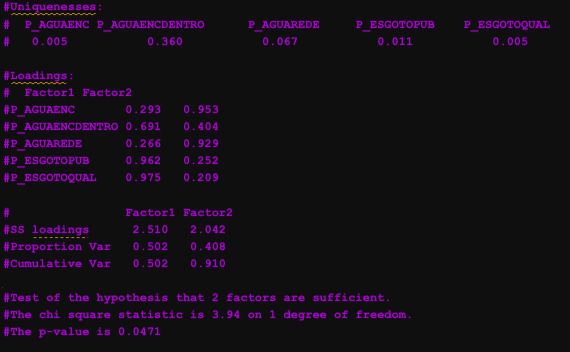 #Uniquenesses:
#  P_AGUAENC P_AGUAENCDENTRO P_AGUAREDE P_ESGOTOPUB P_ESGOTOQUAL
#  0.005 0.360 0.067 0.011 0.005
#Loadings:
#  Factor1 Factor2
#P_AGUAENC 0.293 0.953
#P_AGUAENCDENTRO 0.691 0.404
#P_AGUAREDE 0.266 0.929
#P_ESGOTOPUB 0.962 0.252
#P_ESGOTOQUAL 0.975 0.209
# Factor1 Factor2
#SS loadings 2.510 2.042
#Proportion Var 0.502 0.408
#Cumulative Var 0.502 0.910
#Test of the hypothesis that 2 factors are sufficient.
#The chi square statistic is 3.94 on 1 degree of freedom.
#The p-value is 0.0471